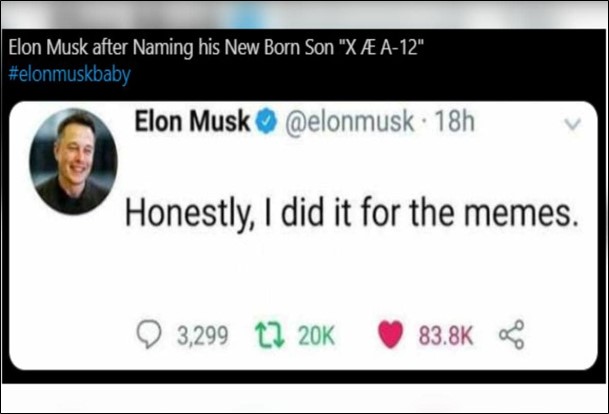 Elon Musk after Naming his New Born Son "X Æ A-12"
#elonmuskbaby
Elon Musk @elonmusk · 18h
Honestly, I did it for the memes.
3,299 20K 83.8K